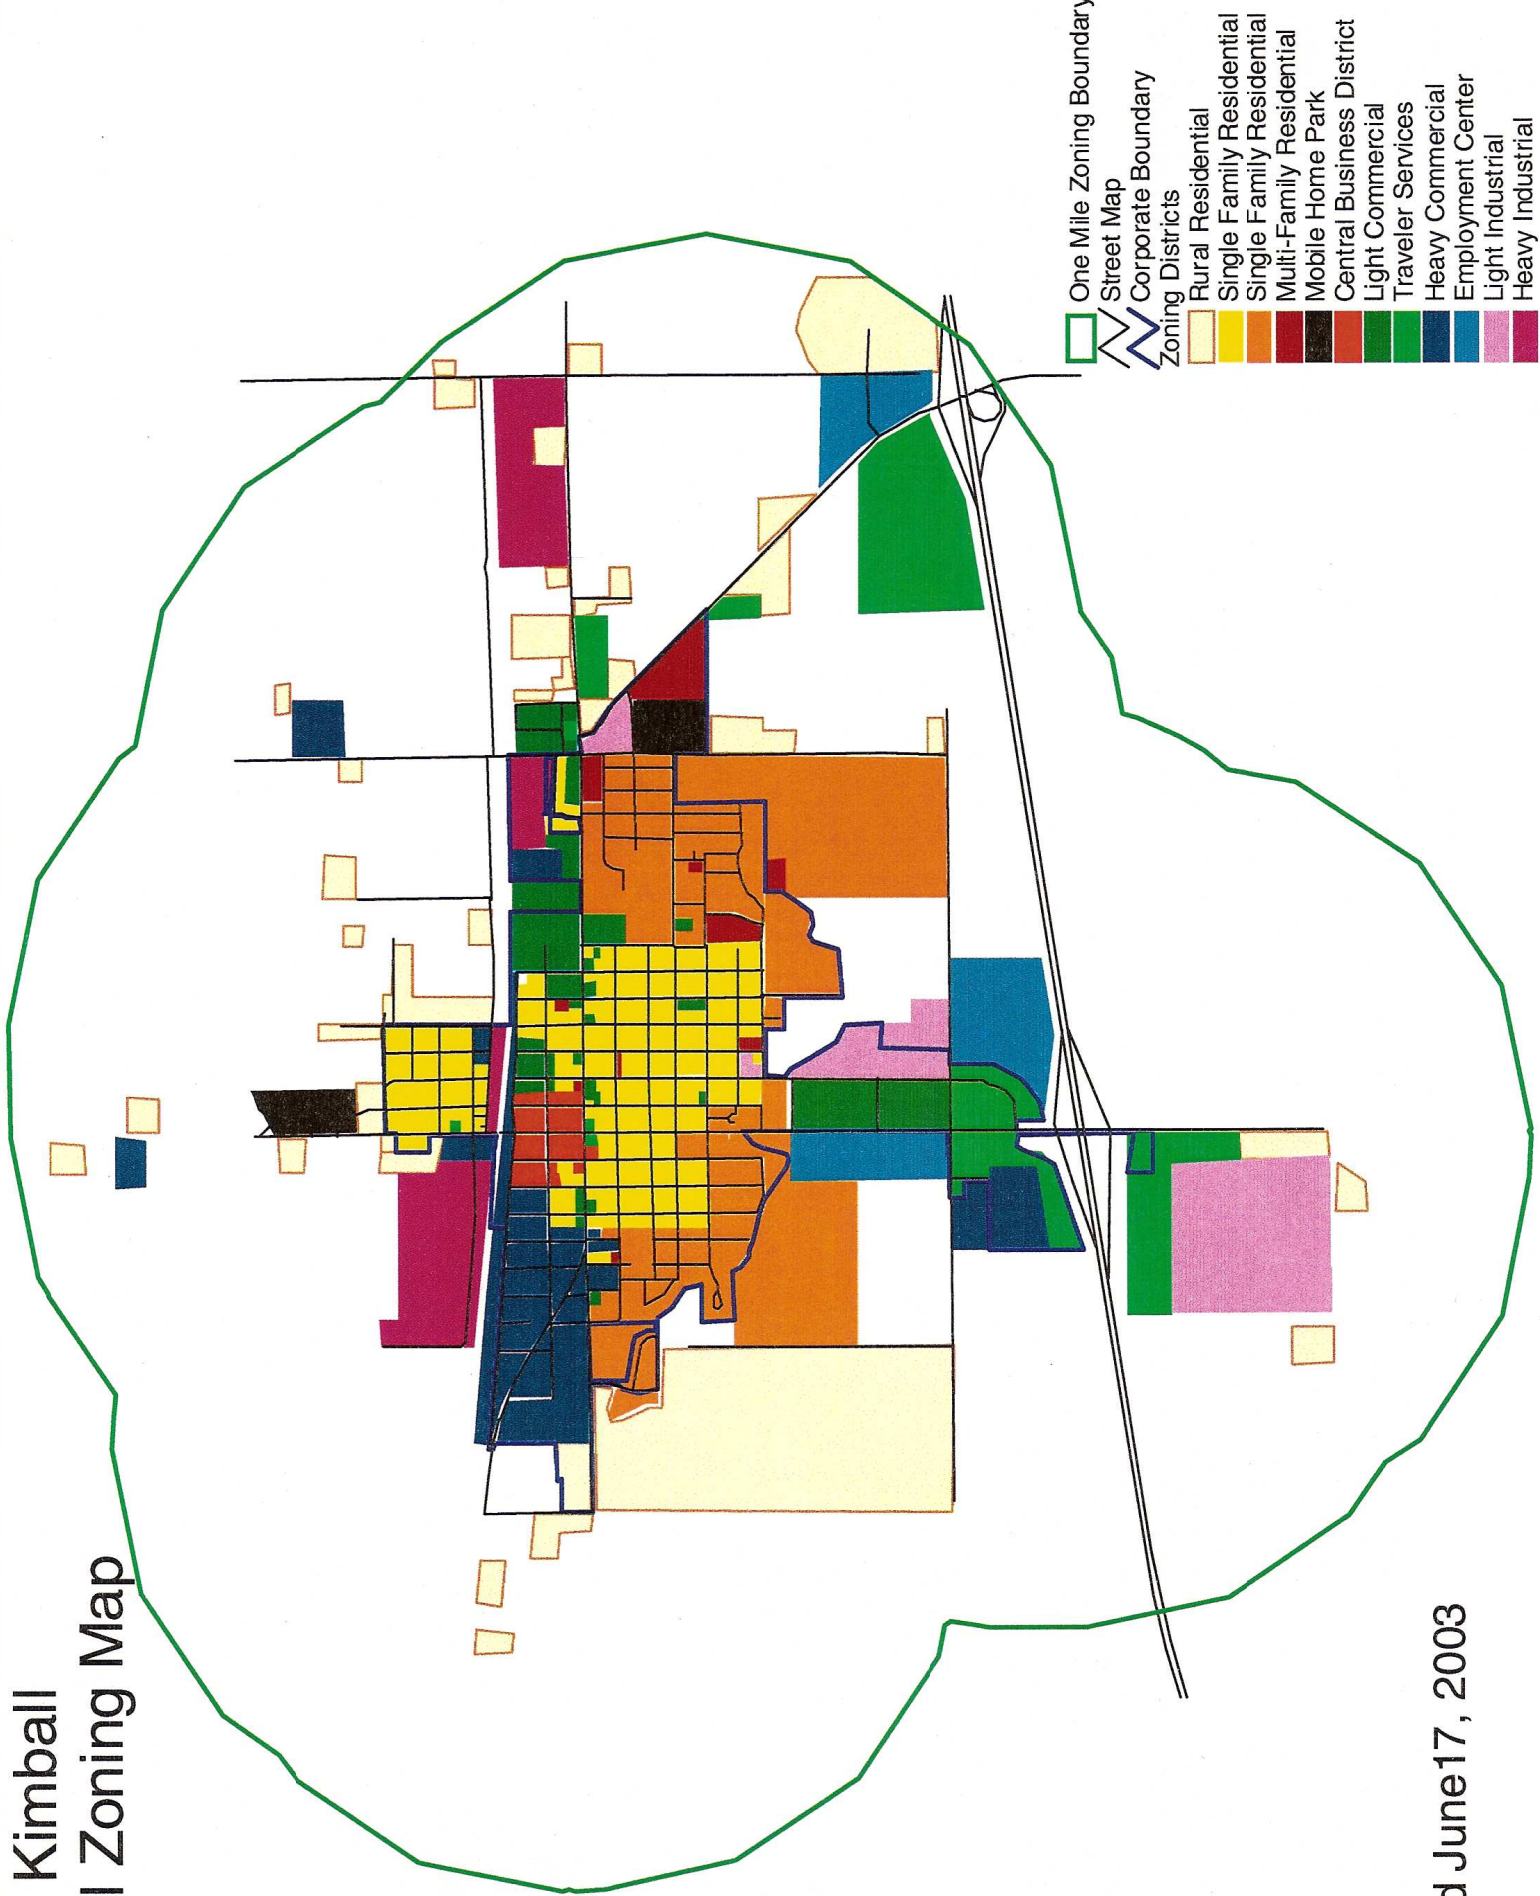 Kimball
l Zoning Map
One Mile Zoning Boundary
Street Map
Corporate Boundary
Zoning Districts
Rural Residential
Single Family Residential
Single Family Residential
Multi-Family Residential
Mobile Home Park
Central Business District
Light Commercial
Traveler Services
Heavy Commercial
Employment Center
Light Industrial
Heavy Industrial
d June17, 2003